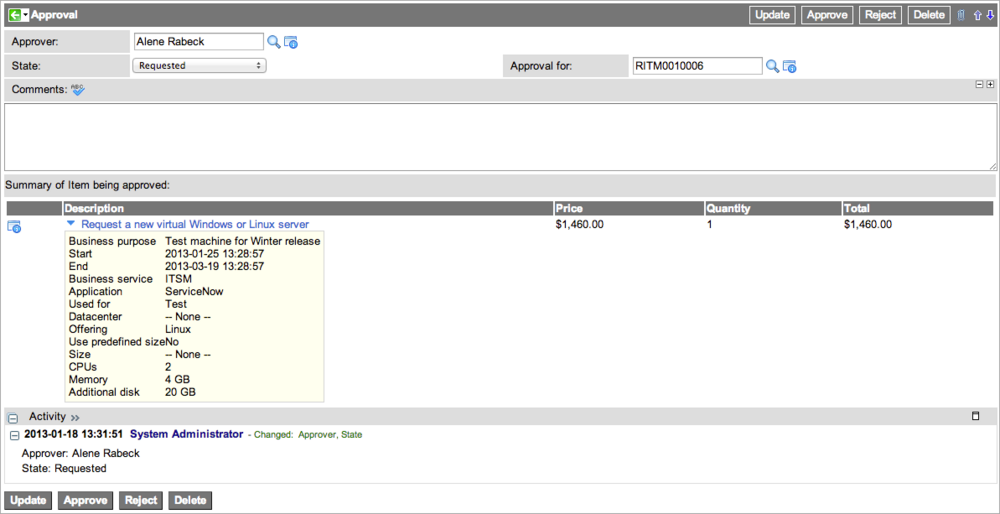 Approval Update Approve Reject Delete
Approver: Alene Rabeck
State: Requested Approval for: RITM0010006
Comments: ABC
Summary of Item being approved:
Description Price Quantity Total
Request a new virtual Windows or Linux server $1,460.00 1 $1,460.00
Business purpose Test machine for Winter release
Start 2013-01-25 13:28:57
End 2013-03-19 13:28:57
Business service ITSM
Application ServiceNow
Used for Test
Datacenter -- None --
Offering Linux
Use predefined size No
Size -- None --
CPUs 2
Memory 4 GB
Additional disk 20 GB
Activity
2013-01-18 13:31:51 System Administrator - Changed: Approver, State
Approver: Alene Rabeck
State: Requested
Update Approve Reject Delete